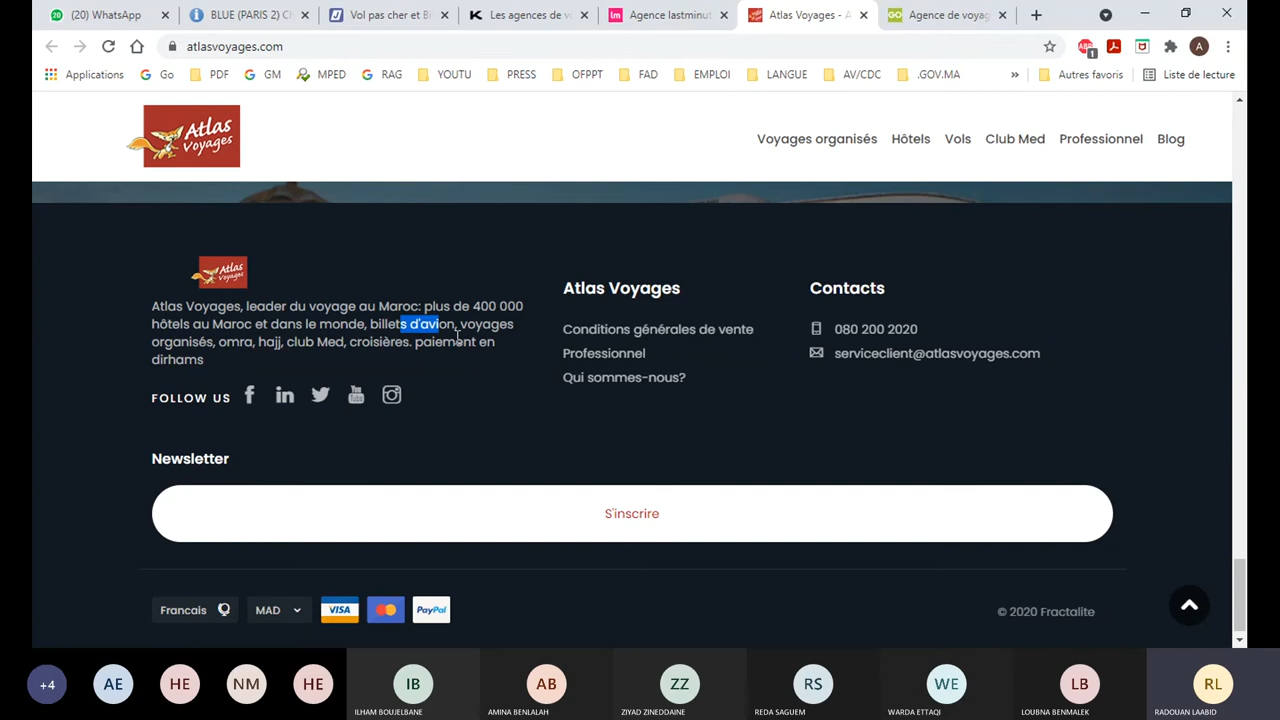 (20) WhatsApp
BLUE (PARIS 2) C
Vol pas cher et B
Les agences de v
Agence lastminut
Atlas Voyages - A
Agence de voyag
atlasvoyages.com
Applications
Go
PDF
GM
MPED
RAG
YOUTU
PRESS
OFPPT
FAD
EMPLOI
LANGUE
AV/CDC
.GOV.MA
»
Autres favoris
Liste de lecture
Atlas
Voyages
Voyages organisés
Hôtels
Vols
Club Med
Professionnel
Blog
Atlas
Voyages
Atlas Voyages, leader du voyage au Maroc: plus de 400 000
hôtels au Maroc et dans le monde, billets d'avion, voyages
organisés, omra, hajj, club Med, croisières. paiement en
dirhams
FOLLOW US
Atlas Voyages
Conditions générales de vente
Professionnel
Qui sommes-nous?
Contacts
080 200 2020
serviceclient@atlasvoyages.com
Newsletter
S'inscrire
Francais
MAD
VISA
PayPal
© 2020 Fractalite
+4
AE
HE
NM
HE
IB
ILHAM BOUJELBANE
AB
AMINA BENLALAH
ZZ
ZIYAD ZINEDDAINE
RS
REDA SAGUEM
WE
WARDA ETTAQI
LB
LOUBNA BENMALEK
RL
RADOUAN LAABID